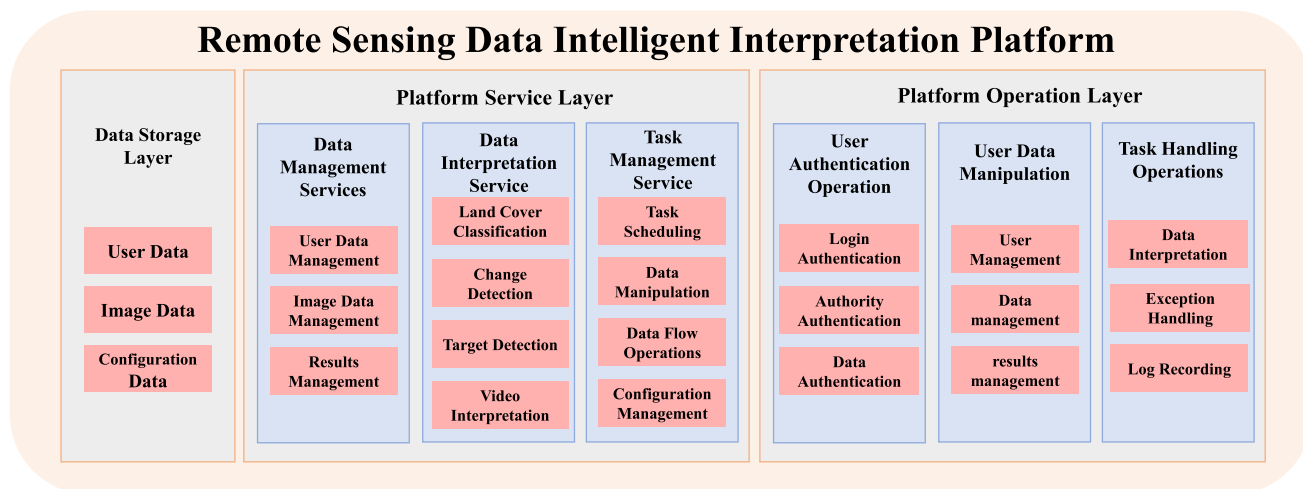 Remote Sensing Data Intelligent Interpretation Platform
Data Storage
Layer
User Data
Image Data
Configuration
Data
Platform Service Layer
Data
Management
Services
User Data
Management
Image Data
Management
Results
Management
Data
Interpretation
Service
Land Cover
Classification
Change
Detection
Target Detection
Video
Interpretation
Task
Management
Service
Task
Scheduling
Data
Manipulation
Data Flow
Operations
Configuration
Management
Platform Operation Layer
User
Authentication
Operation
Login
Authentication
Authority
Authentication
Data
Authentication
User Data
Manipulation
User
Management
Data
management
results
management
Task Handling
Operations
Data
Interpretation
Exception
Handling
Log Recording